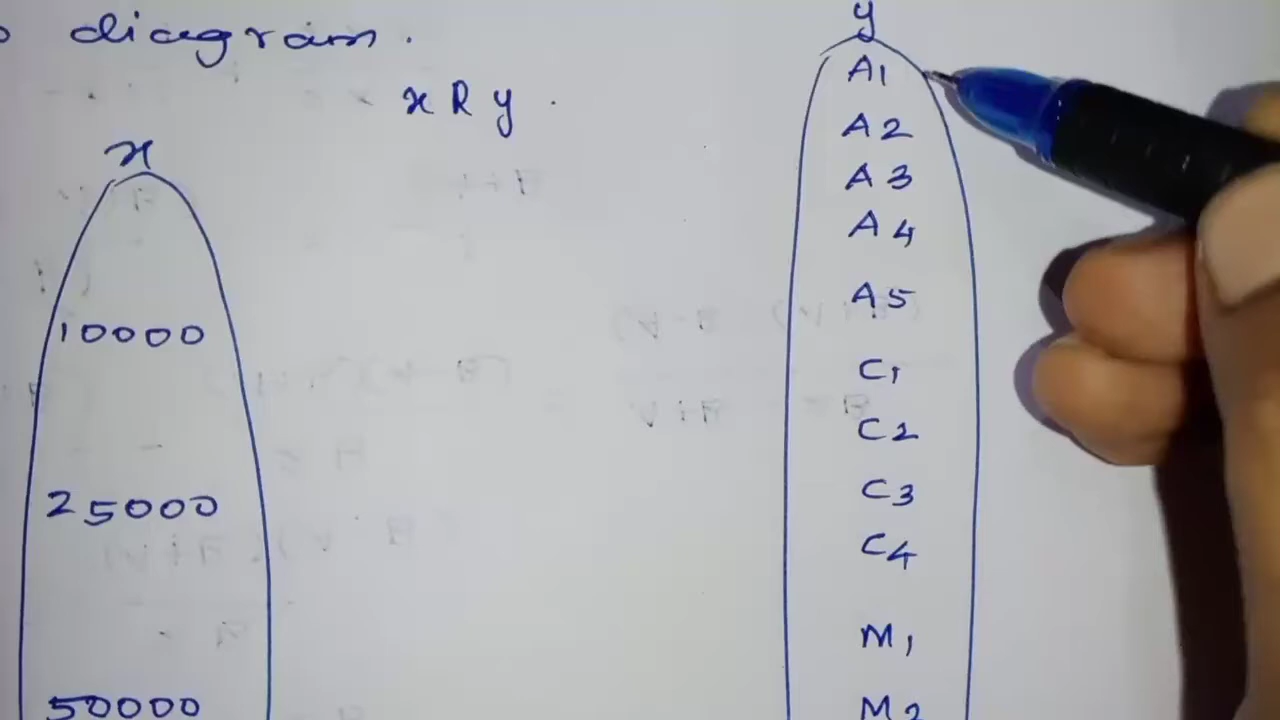 diagram.
x R y .
x
10000
25000
50000
y
A1
A2
A3
A4
A5
C1
C2
C3
C4
M1
M2